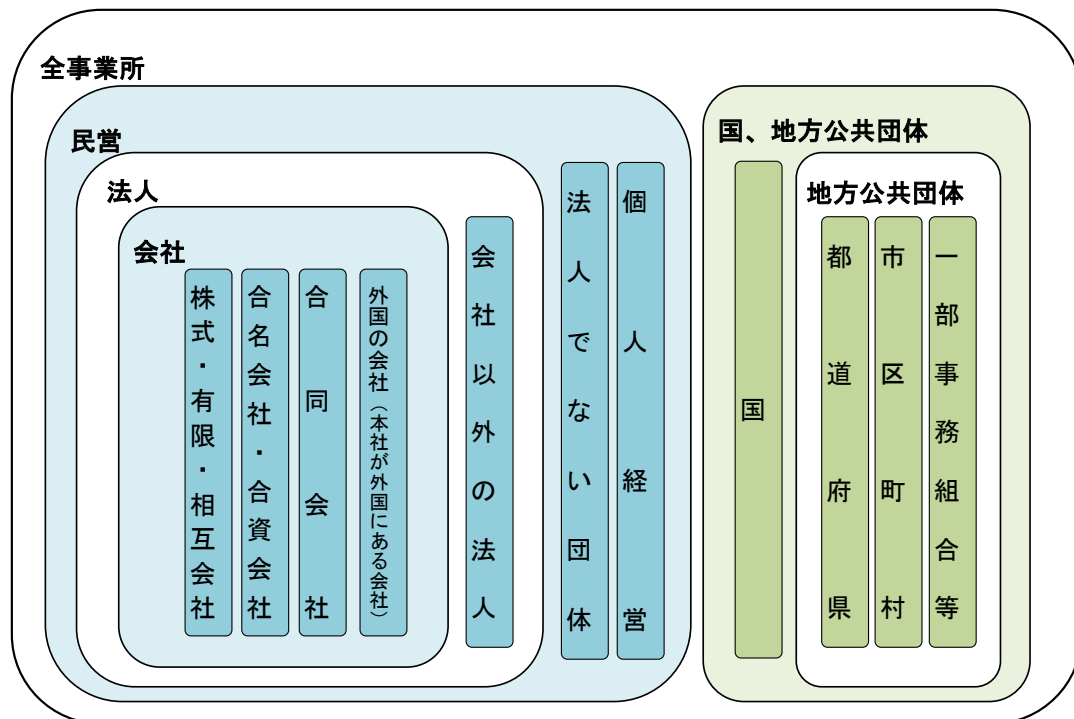 全事業所
民営
法人
会社
株式・有限・相互会社
合名会社・合資会社
合同会社
外国の会社（本社が外国にある会社）
会社以外の法人
法人でない団体
個人経営
国、地方公共団体
国
地方公共団体
都道府県
市区町村
一部事務組合等